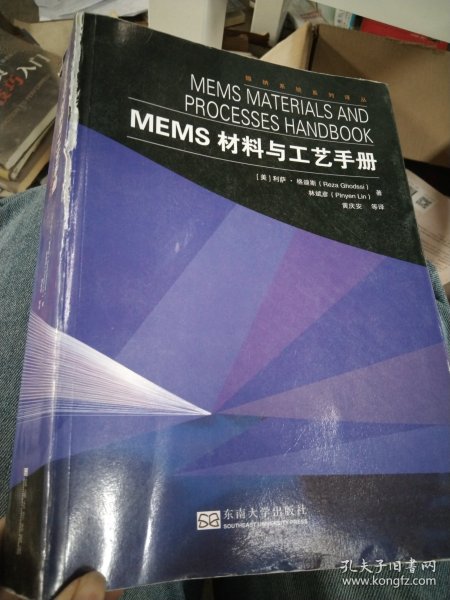 微纳系统系列译丛
MEMS MATERIALS AND
PROCESSES HANDBOOK
MEMS 材料与工艺手册
[美] 利萨·格迪斯 (Reza Ghodssi)
林斌彦 (Pinyen Lin) 著
黄庆安 等译
东南大学出版社
SOUTHEAST UNIVERSITY PRESS
入门
孔夫子旧书网
www.kongfz.com